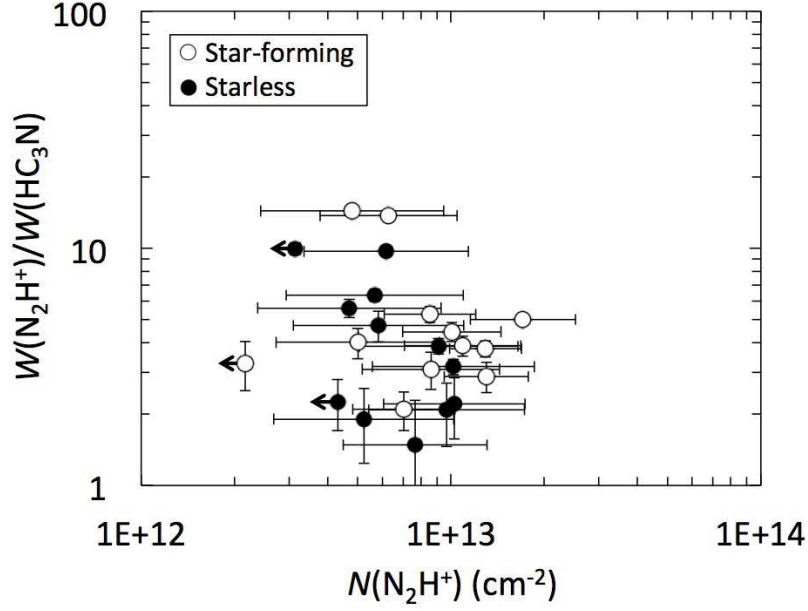 100
Star-forming
Starless
W(N₂H⁺)/W(HC₃N)
10
1
1E+12 1E+13 1E+14
N(N₂H⁺) (cm⁻²)